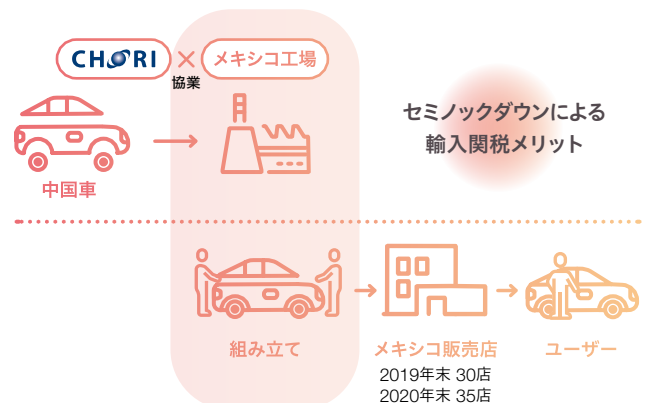 CHORI × メキシコ工場
協業
セミノックダウンによる
輸入関税メリット
中国車
組み立て
メキシコ販売店
ユーザー
2019年末 30店
2020年末 35店